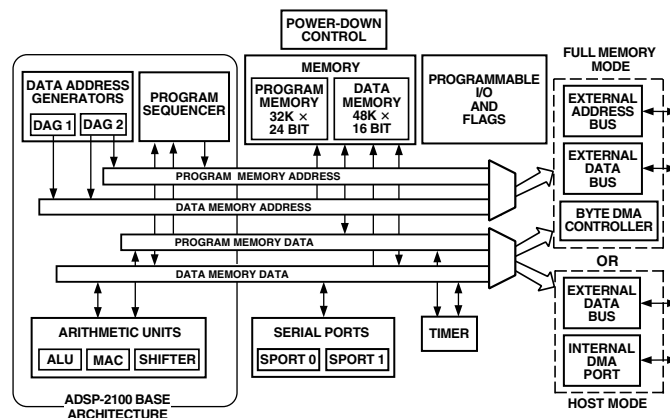 POWER-DOWN
CONTROL
FULL MEMORY
MODE
DATA ADDRESS
GENERATORS
DAG 1
DAG 2
PROGRAM
SEQUENCER
MEMORY
PROGRAM
MEMORY
32K ×
24 BIT
DATA
MEMORY
48K ×
16 BIT
PROGRAMMABLE
I/O
AND
FLAGS
EXTERNAL
ADDRESS
BUS
EXTERNAL
DATA
BUS
BYTE DMA
CONTROLLER
PROGRAM MEMORY ADDRESS
DATA MEMORY ADDRESS
PROGRAM MEMORY DATA
DATA MEMORY DATA
OR
EXTERNAL
DATA
BUS
INTERNAL
DMA
PORT
HOST MODE
ARITHMETIC UNITS
ALU
MAC
SHIFTER
SERIAL PORTS
SPORT 0
SPORT 1
TIMER
ADSP-2100 BASE
ARCHITECTURE